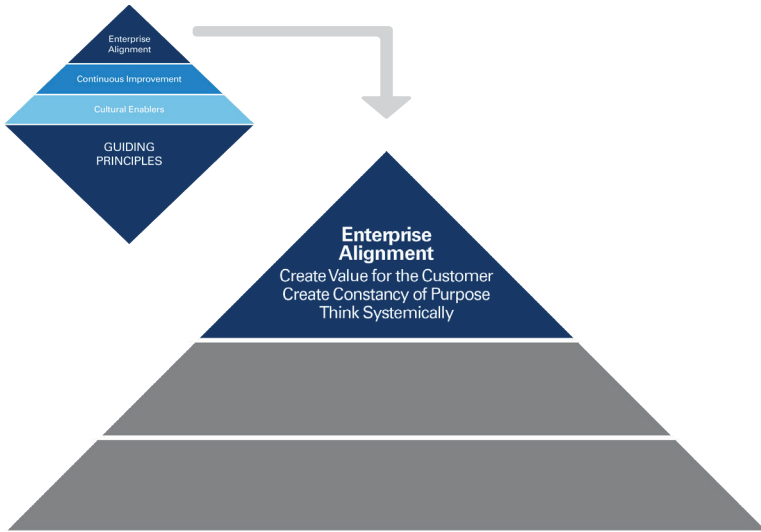 Enterprise
Alignment
Continuous Improvement
Cultural Enablers
GUIDING
PRINCIPLES
Enterprise
Alignment
Create Value for the Customer
Create Constancy of Purpose
Think Systemically